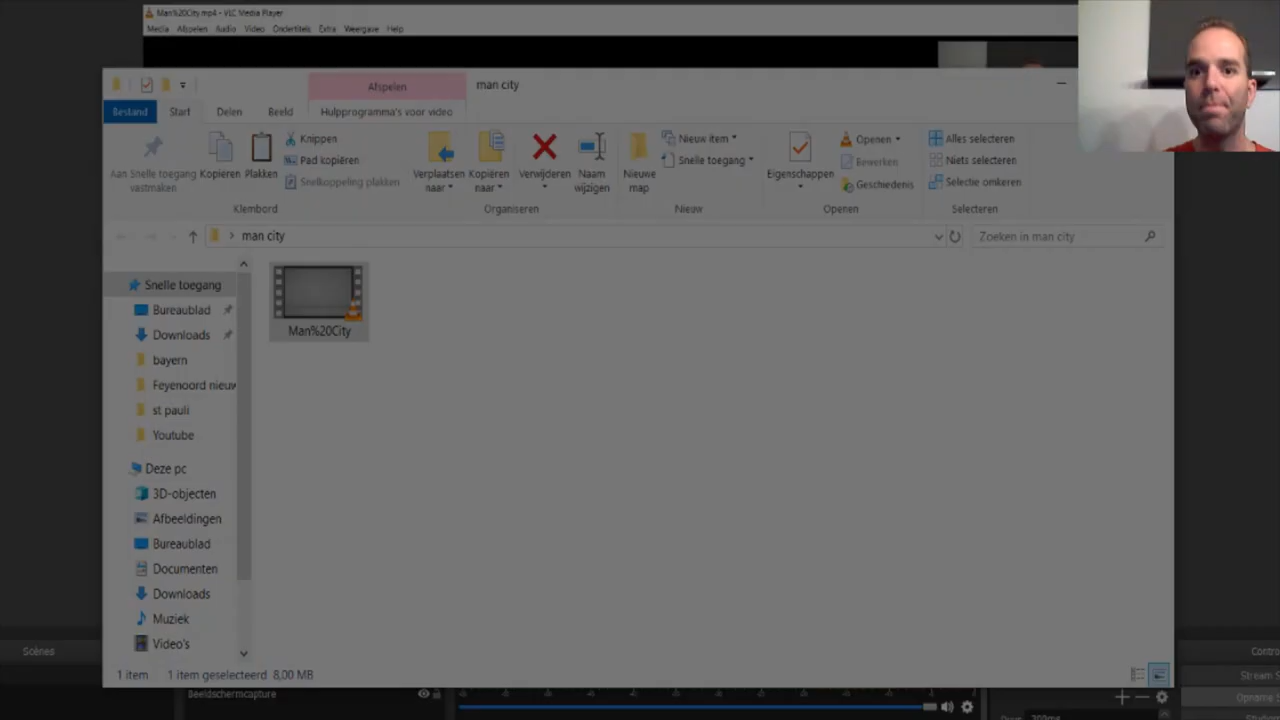 Man%20City.mp4 - VLC Media Player
Media Afspelen Audio Video Ondertitels Extra Weergave Help
Afspelen
man city
Bestand Start Delen Beeld Hulpprogramma's voor video
Aan Snelle toegang vastmaken
Kopiëren
Plakken
Knippen
Pad kopiëren
Snelkoppeling plakken
Klembord
Verplaatsen naar
Kopiëren naar
Verwijderen
Naam wijzigen
Organiseren
Nieuwe map
Nieuw item
Snelle toegang
Nieuw
Eigenschappen
Openen
Bewerken
Geschiedenis
Openen
Alles selecteren
Niets selecteren
Selectie omkeren
Selecteren
man city
Zoeken in man city
Snelle toegang
Bureaublad
Downloads
bayern
Feyenoord nieuw
st pauli
Youtube
Deze pc
3D-objecten
Afbeeldingen
Bureaublad
Documenten
Downloads
Muziek
Video's
Man%20City
1 item 1 item geselecteerd 8,00 MB
Scènes
Beeldschermcapture
Contro
Stream S
Opname S
300ms